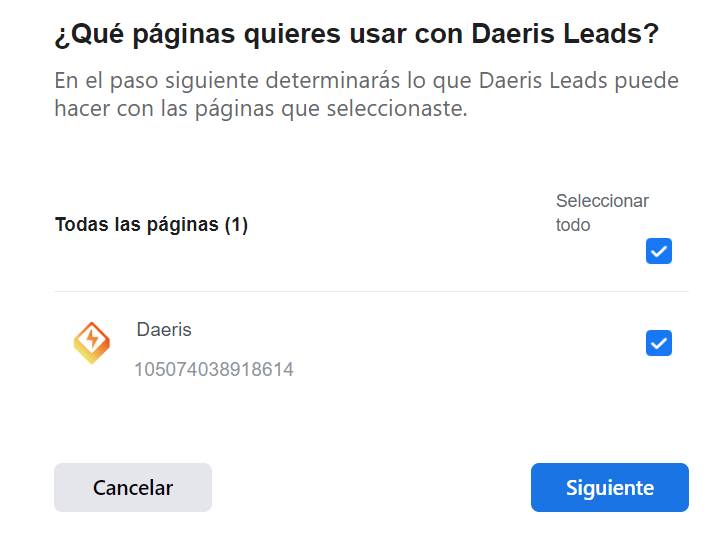 ¿Qué páginas quieres usar con Daeris Leads?
En el paso siguiente determinarás lo que Daeris Leads puede
hacer con las páginas que seleccionaste.
Todas las páginas (1)
Seleccionar
todo
Daeris
105074038918614
Cancelar
Siguiente